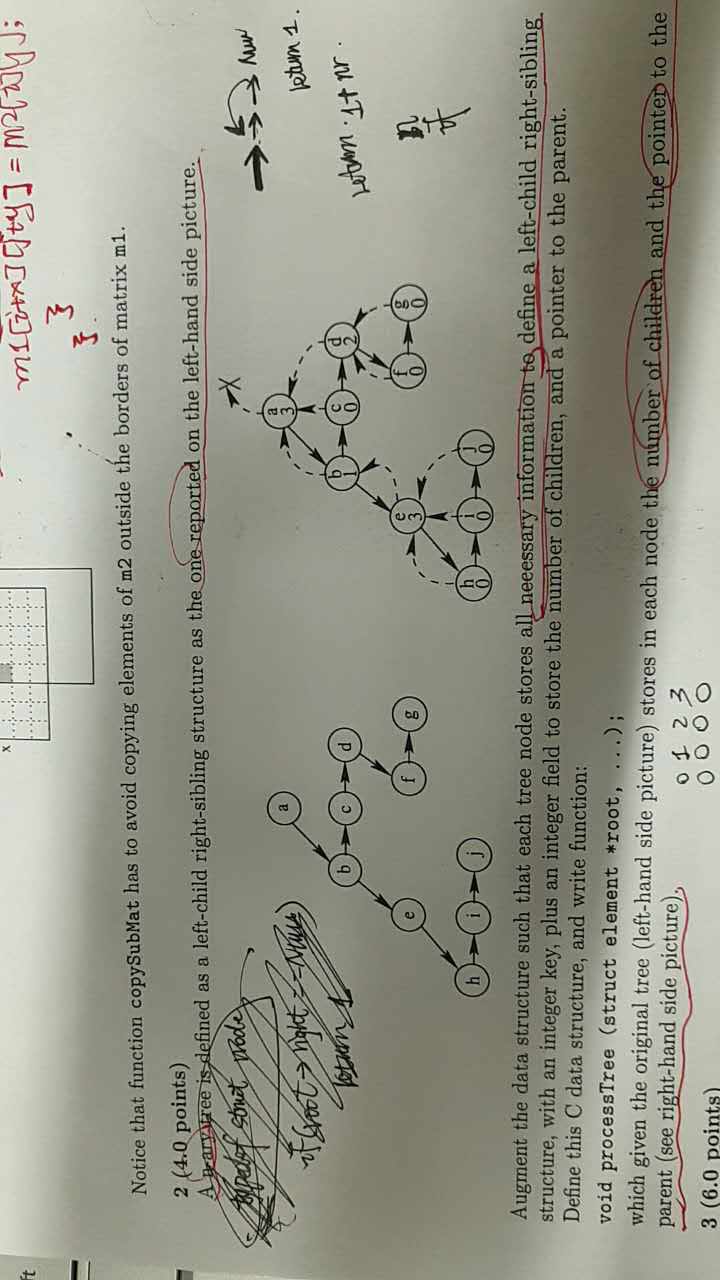 ft
x
m1[i+x][j+y] = m2[i]y];
}
}
Notice that function copySubMat has to avoid copying elements of m2 outside the borders of matrix m1.
2 (4.0 points)
A n-ary tree is defined as a left-child right-sibling structure as the one reported on the left-hand side picture.
typedef struct node
if (root → right == NULL)
return 1
a
b c d
e f g
h i j
X
a 3
b 1 c 0 d 2
e 3 f 0 g 0
h 0 i 0 j 0
return 1.
return 1 + nr.
if
Augment the data structure such that each tree node stores all necessary information to define a left-child right-sibling
structure, with an integer key, plus an integer field to store the number of children, and a pointer to the parent.
Define this C data structure, and write function:
void processTree (struct element *root, ...);
which given the original tree (left-hand side picture) stores in each node the number of children and the pointer to the
parent (see right-hand side picture).
0 1 2 3
0 0 0 0
3 (6.0 points)